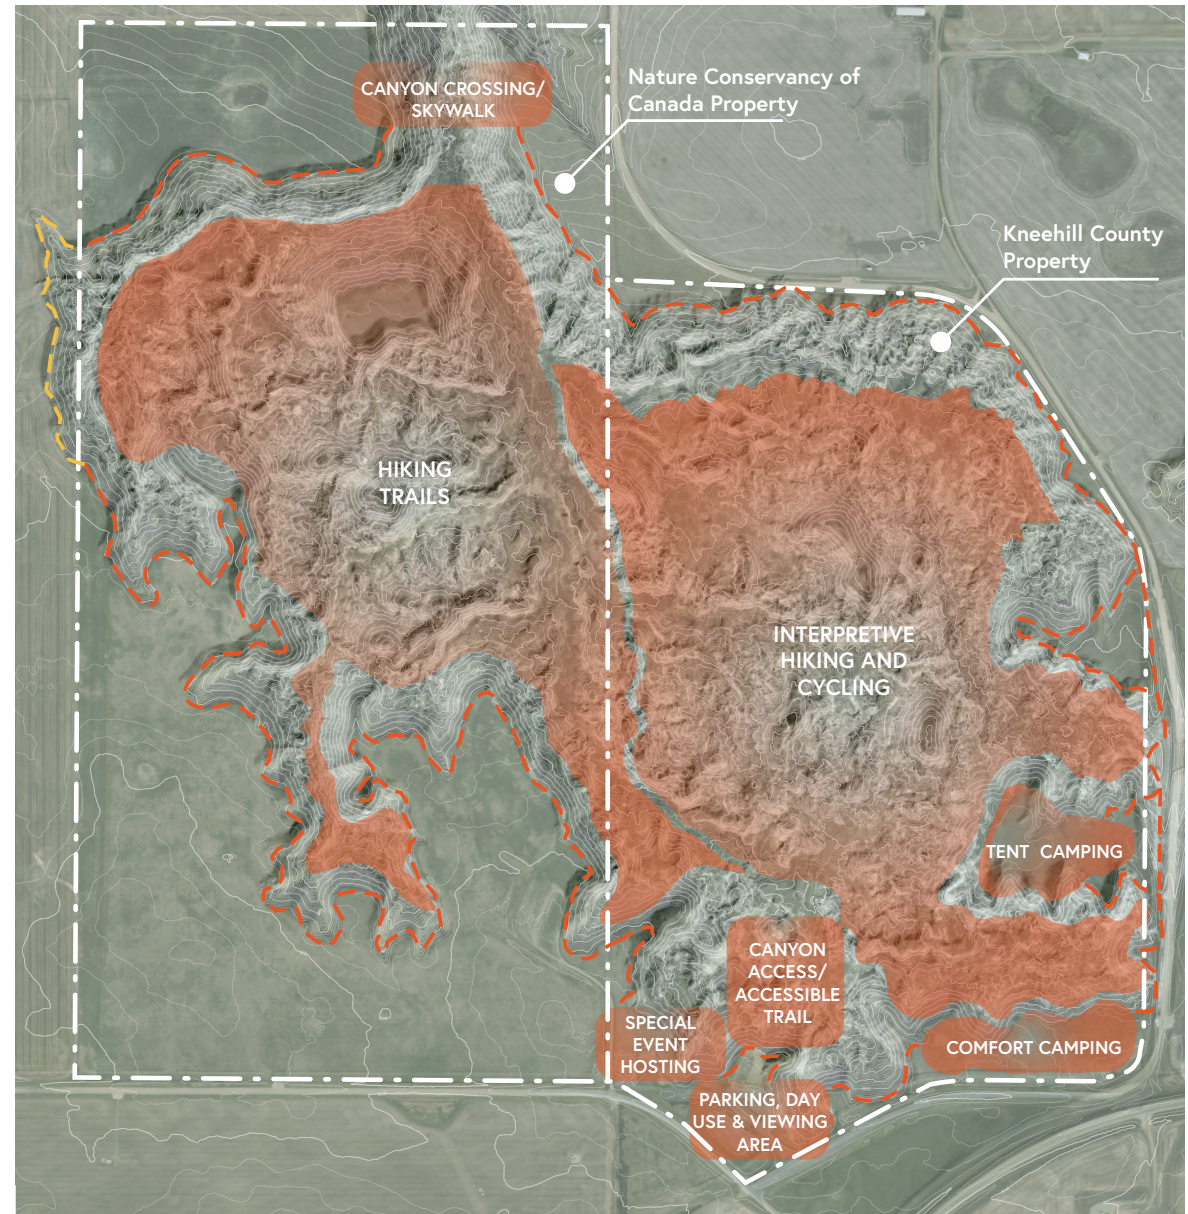 CANYON CROSSING/
SKYWALK
Nature Conservancy of
Canada Property
Kneehill County
Property
HIKING
TRAILS
INTERPRETIVE
HIKING AND
CYCLING
TENT CAMPING
CANYON
ACCESS/
ACCESSIBLE
TRAIL
SPECIAL
EVENT
HOSTING
COMFORT CAMPING
PARKING, DAY
USE & VIEWING
AREA